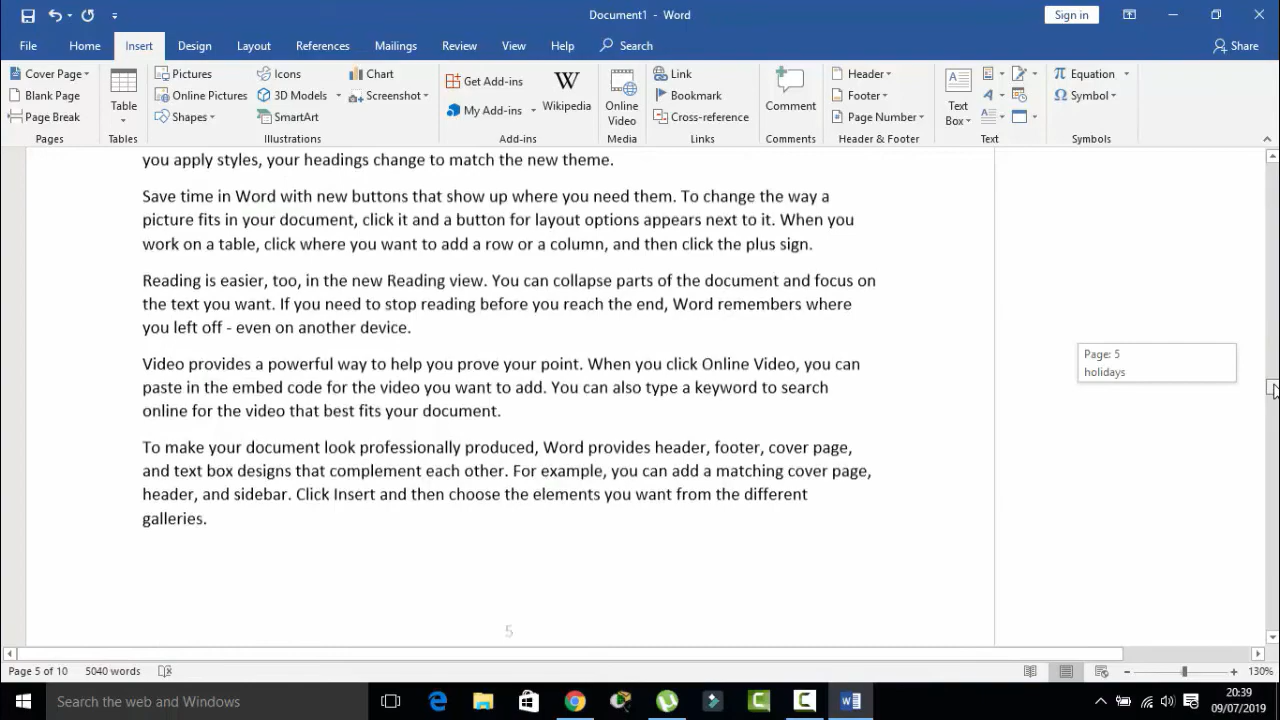 Document1 - Word
Sign in
File Home Insert Design Layout References Mailings Review View Help Search Share
Cover Page
Blank Page
Page Break
Pages
Table
Tables
Pictures
Online Pictures
Shapes
Icons
3D Models
SmartArt
Chart
Screenshot
Illustrations
Get Add-ins
My Add-ins
W
Wikipedia
Add-ins
Online
Video
Media
Link
Bookmark
Cross-reference
Links
Comment
Comments
Header
Footer
Page Number
Header & Footer
Text
Box
Text
Equation
Symbol
Symbols
you apply styles, your headings change to match the new theme.
Save time in Word with new buttons that show up where you need them. To change the way a
picture fits in your document, click it and a button for layout options appears next to it. When you
work on a table, click where you want to add a row or a column, and then click the plus sign.
Reading is easier, too, in the new Reading view. You can collapse parts of the document and focus on
the text you want. If you need to stop reading before you reach the end, Word remembers where
you left off - even on another device.
Video provides a powerful way to help you prove your point. When you click Online Video, you can
paste in the embed code for the video you want to add. You can also type a keyword to search
online for the video that best fits your document.
To make your document look professionally produced, Word provides header, footer, cover page,
and text box designs that complement each other. For example, you can add a matching cover page,
header, and sidebar. Click Insert and then choose the elements you want from the different
galleries.
5
Page: 5
holidays
Page 5 of 10 5040 words
130%
Search the web and Windows
20:39
09/07/2019